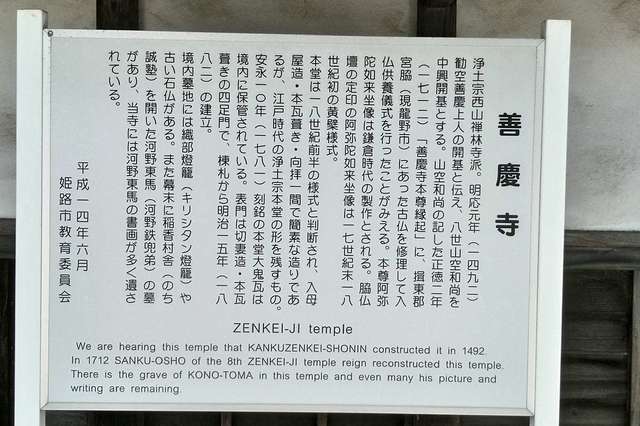 善慶寺
浄土宗西山禅林寺派。明応元年(一四九二)
勧空善慶上人の開基と伝え、八世山空和尚を
中興開基とする。山空和尚の記した正徳二年
(一七一二)「善慶寺本尊縁起」に、揖東郡
宮脇(現龍野市)にあった古仏を修理して入
仏供養儀式を行ったことがみえる。本尊阿弥
陀如来坐像は鎌倉時代の製作とされる。脇仏
壇の定印の阿弥陀如来坐像は一七世紀末一八
世紀初の黄檗様式。
本堂は一八世紀前半の様式と判断され、入母
屋造・本瓦葺き・向拝一間で簡素な造りであ
るが、江戸時代の浄土宗本堂の形を残すもの。
安永一〇年(一七八一)刻銘の本堂大鬼瓦は
境内に保管されている。表門は切妻造・本瓦
葺きの四足門で、棟札から明治一五年(一八
八二)の建立。
境内墓地には織部燈籠(キリシタン燈籠)や
古い石仏がある。また幕末に稲香村舎(のち
誠塾)を開いた河野東馬(河野鉄兜弟)の墓
があり、当寺には河野東馬の書画が多く遺さ
れている。
平成一四年六月
姫路市教育委員会
ZENKEI-JI temple
We are hearing this temple that KANKUZENKEI-SHONIN constructed it in 1492.
In 1712 SANKU-OSHO of the 8th ZENKEI-JI temple reign reconstructed this temple.
There is the grave of KONO-TOMA in this temple and even many his picture and
writing are remaining.